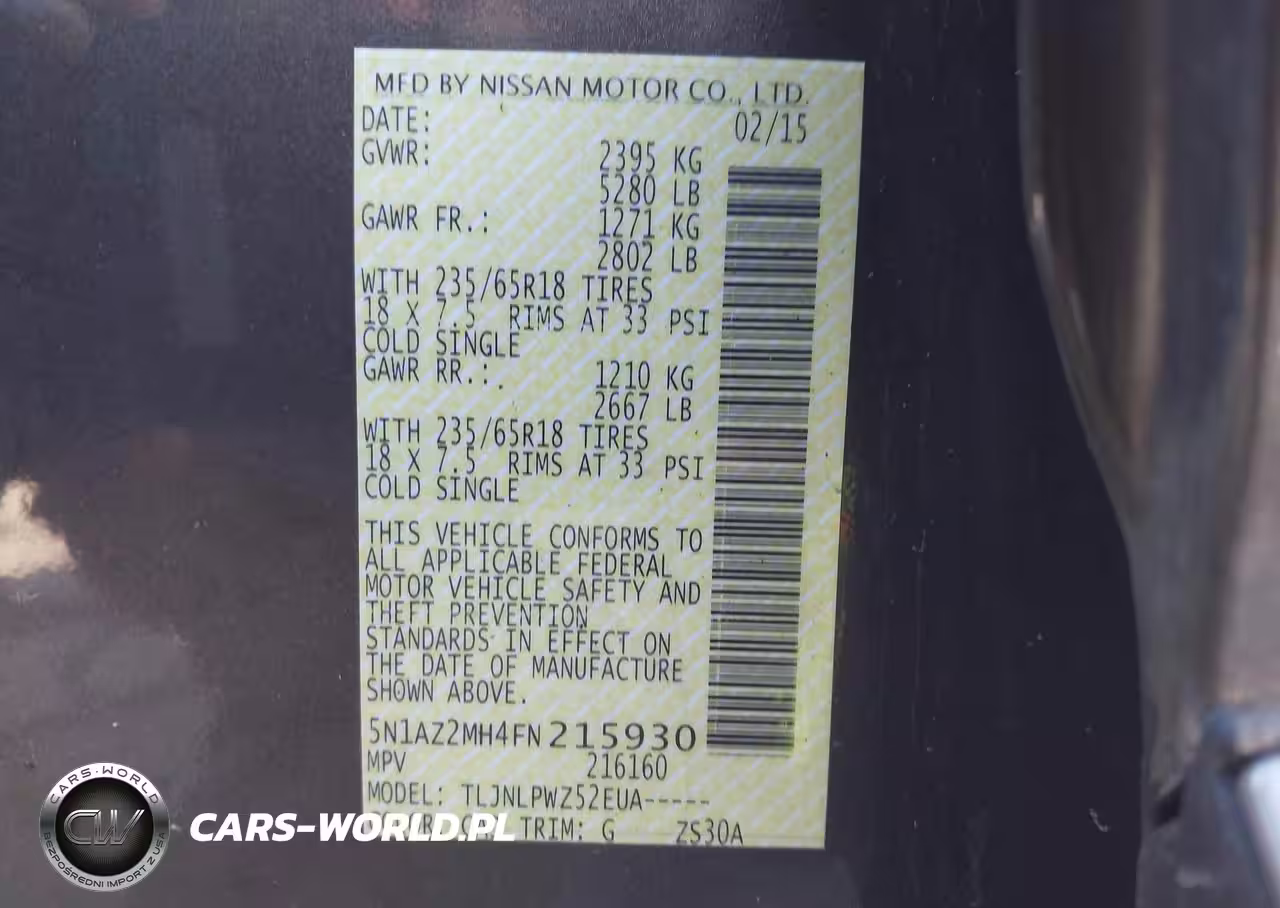 MFD BY NISSAN MOTOR CO., LTD.
DATE: 02/15
GVWR: 2395 KG
5280 LB
GAWR FR.: 1271 KG
2802 LB
WITH 235/65R18 TIRES
18 X 7.5 RIMS AT 33 PSI
COLD SINGLE
GAWR RR.: 1210 KG
2667 LB
WITH 235/65R18 TIRES
18 X 7.5 RIMS AT 33 PSI
COLD SINGLE
THIS VEHICLE CONFORMS TO
ALL APPLICABLE FEDERAL
MOTOR VEHICLE SAFETY AND
THEFT PREVENTION
STANDARDS IN EFFECT ON
THE DATE OF MANUFACTURE
SHOWN ABOVE.
5N1AZ2MH4FN215930
MPV 216160
MODEL: TLJNLPWZ52EUA-----
TRIM: G ZS30A
CARS-WORLD.PL
CARS-WORLD
CW
BEZPOŚREDNI IMPORT Z USA